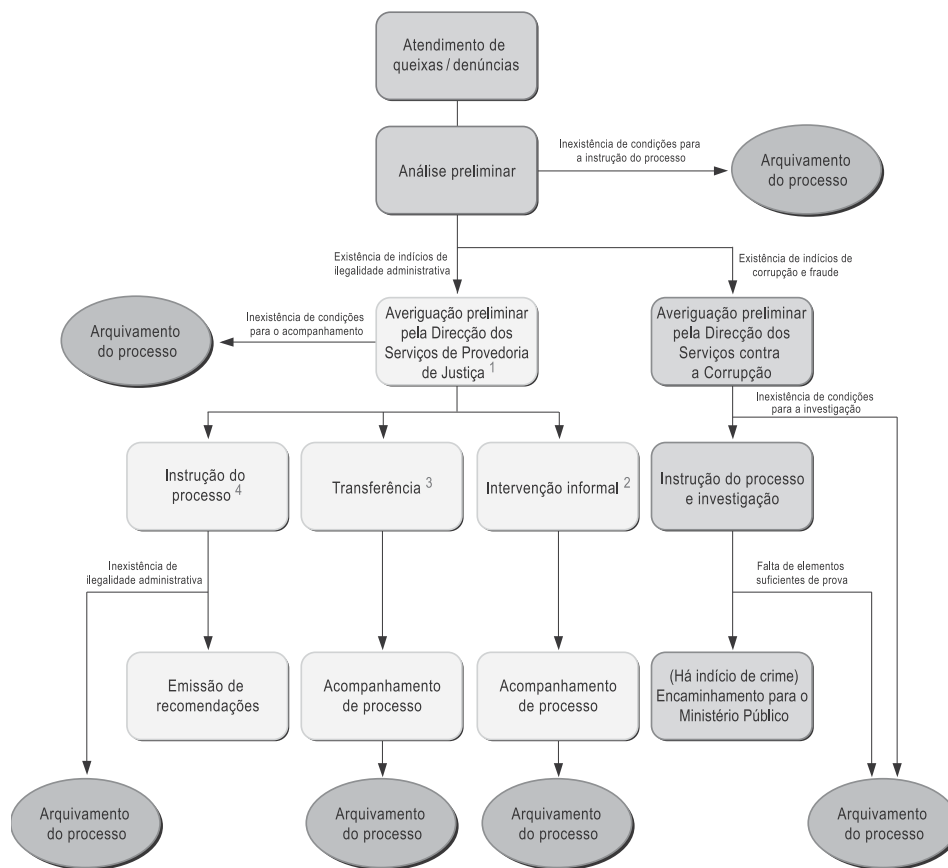 Atendimento de
queixas / denúncias
Análise preliminar
Inexistência de condições para
a instrução do processo
Arquivamento
do processo
Existência de indícios de
ilegalidade administrativa
Existência de indícios de
corrupção e fraude
Arquivamento
do processo
Inexistência de condições
para o acompanhamento
Averiguação preliminar
pela Direcção dos
Serviços de Provedoria
de Justiça 1
Averiguação preliminar
pela Direcção dos
Serviços contra
a Corrupção
Inexistência de condições
para a investigação
Instrução do
processo 4
Transferência 3
Intervenção informal 2
Instrução do processo
e investigação
Inexistência de
ilegalidade administrativa
Falta de elementos
suficientes de prova
Emissão de
recomendações
Acompanhamento
de processo
Acompanhamento
de processo
(Há indício de crime)
Encaminhamento para o
Ministério Público
Arquivamento
do processo
Arquivamento
do processo
Arquivamento
do processo
Arquivamento
do processo